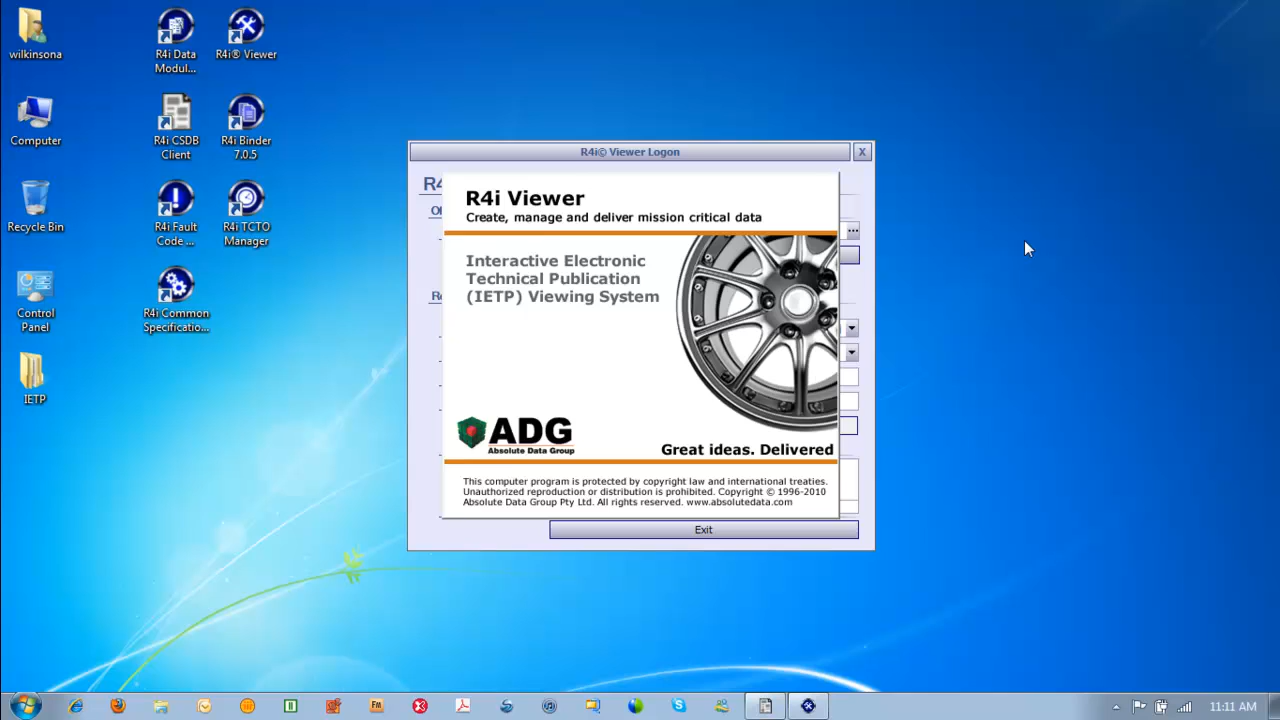 wilkinsona
R4i Data
Modul...
R4i® Viewer
Computer
R4i CSDB
Client
R4i Binder
7.0.5
Recycle Bin
R4i Fault
Code ...
R4i TCTO
Manager
Control
Panel
R4i Common
Specificatio...
IETP
R4i© Viewer Logon
X
R4i Viewer
Create, manage and deliver mission critical data
...
Interactive Electronic
Technical Publication
(IETP) Viewing System
ADG
Absolute Data Group
Great ideas. Delivered
This computer program is protected by copyright law and international treaties.
Unauthorized reproduction or distribution is prohibited. Copyright © 1996-2010
Absolute Data Group Pty Ltd. All rights reserved. www.absolutedata.com
Exit
Fm
11:11 AM